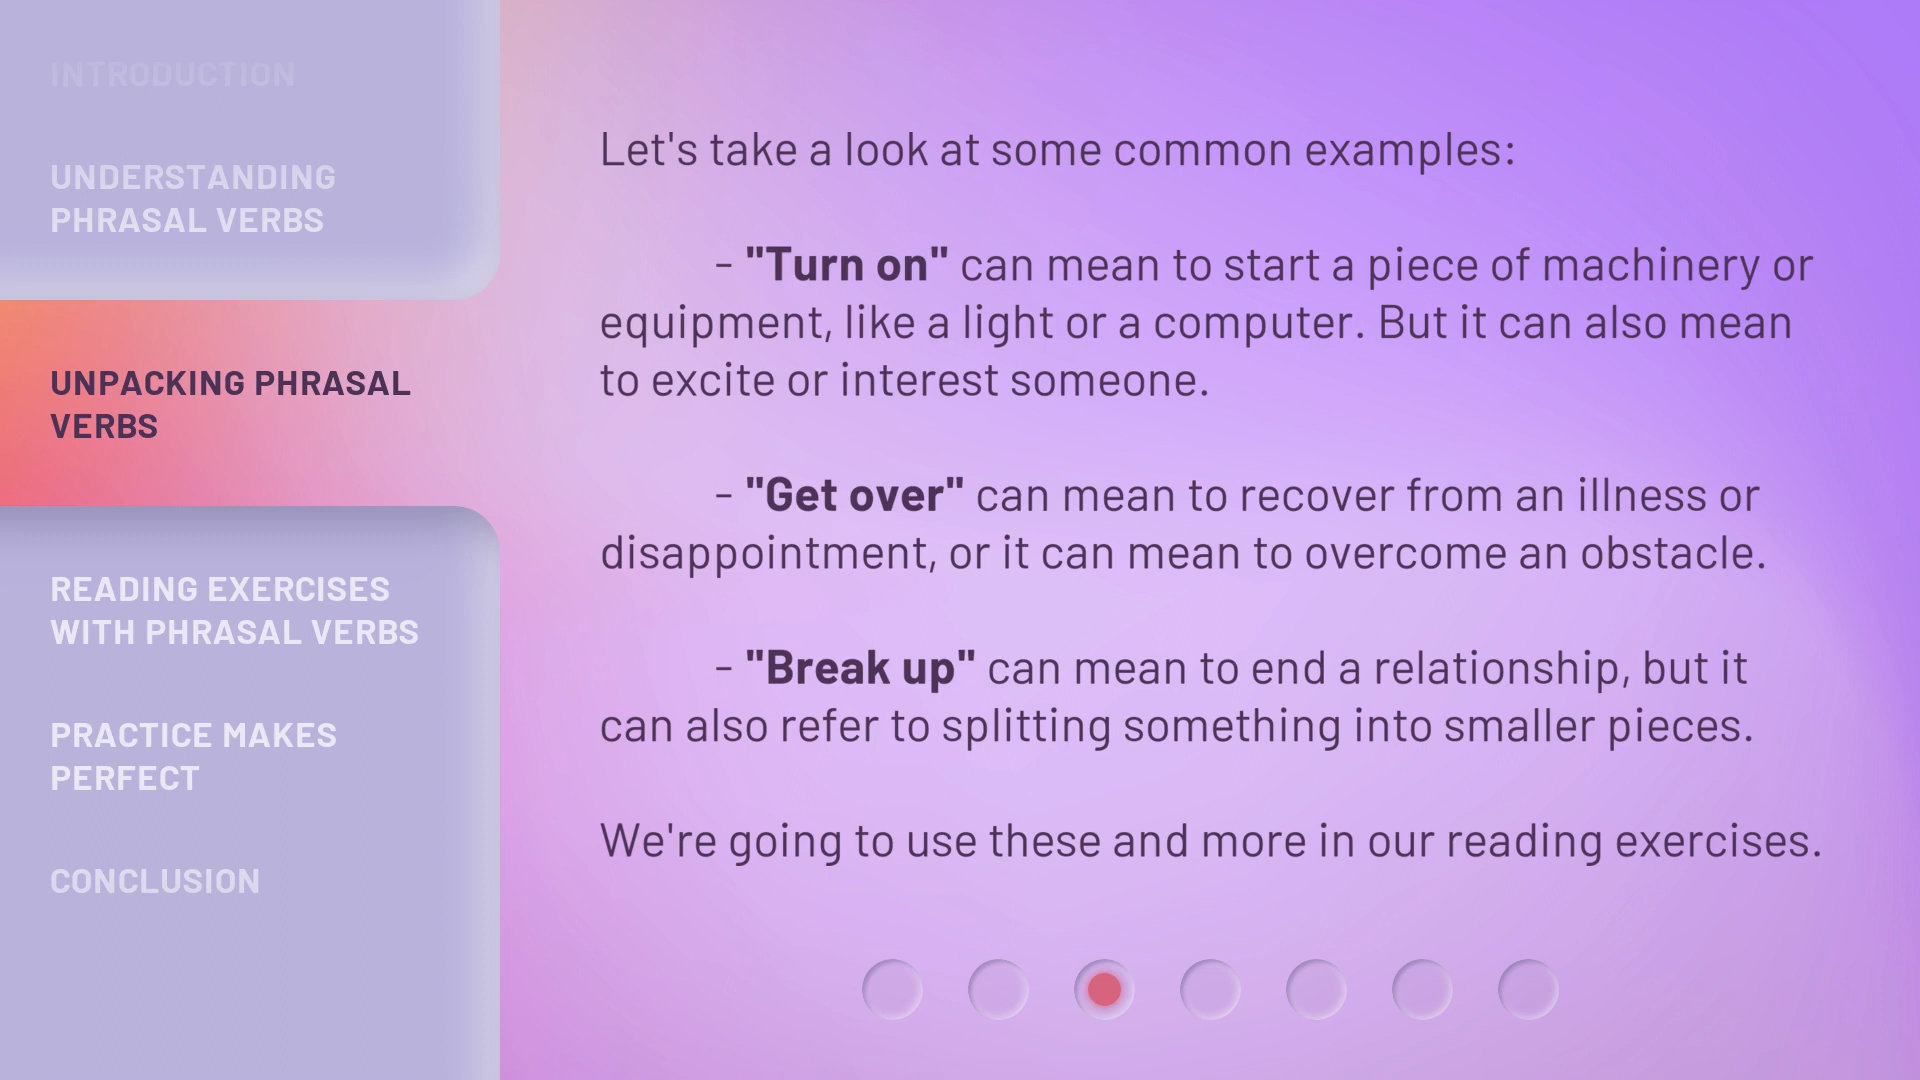 INTRODUCTION
UNDERSTANDING
PHRASAL VERBS
UNPACKING PHRASAL
VERBS
READING EXERCISES
WITH PHRASAL VERBS
PRACTICE MAKES
PERFECT
CONCLUSION
Let's take a look at some common examples:
- "Turn on" can mean to start a piece of machinery or
equipment, like a light or a computer. But it can also mean
to excite or interest someone.
- "Get over" can mean to recover from an illness or
disappointment, or it can mean to overcome an obstacle.
- "Break up" can mean to end a relationship, but it
can also refer to splitting something into smaller pieces.
We're going to use these and more in our reading exercises.